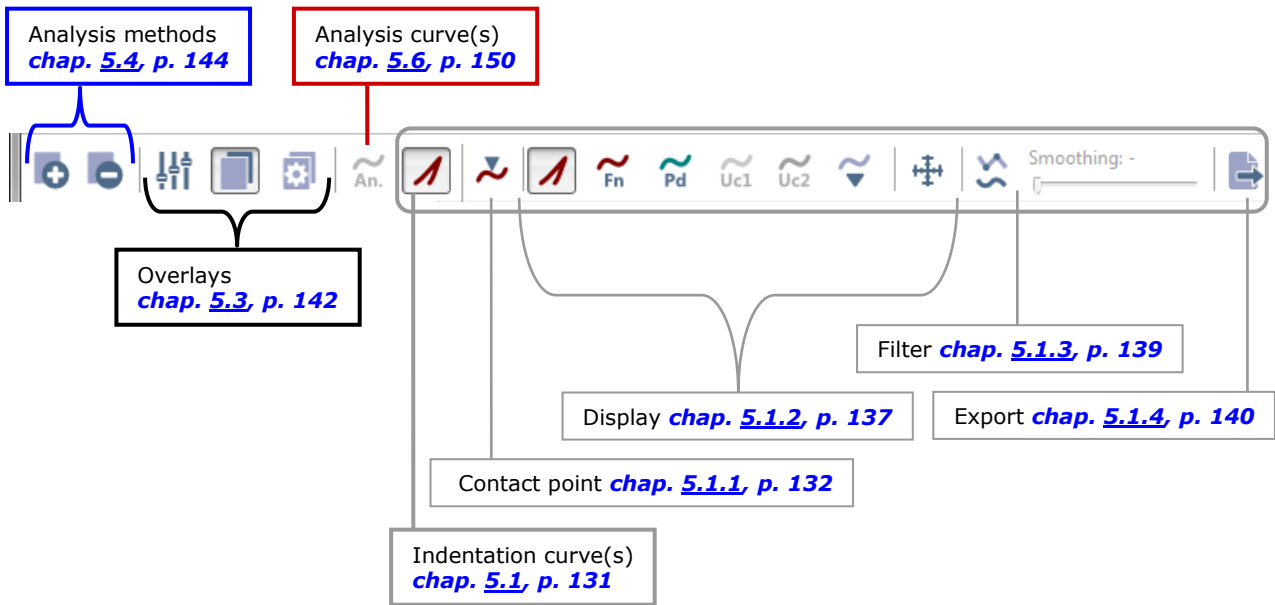 Analysis methods
chap. 5.4, p. 144
Analysis curve(s)
chap. 5.6, p. 150
An.
Fn
Pd
Uc1
Uc2
Smoothing: -
Overlays
chap. 5.3, p. 142
Filter chap. 5.1.3, p. 139
Display chap. 5.1.2, p. 137
Export chap. 5.1.4, p. 140
Contact point chap. 5.1.1, p. 132
Indentation curve(s)
chap. 5.1, p. 131